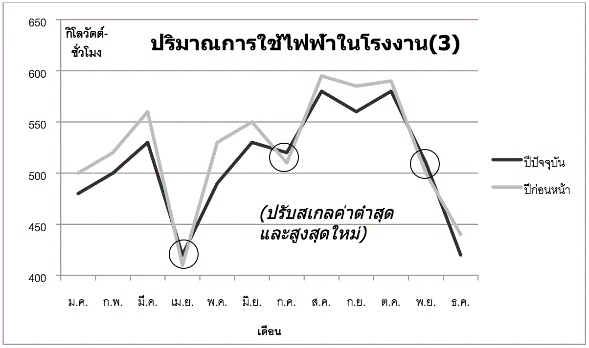 ปริมาณการใช้ไฟฟ้าในโรงงาน(3)
กิโลวัตต์-
ชั่วโมง
650
600
550
500
450
400
(ปรับสเกลค่าต่ำสุด
และสูงสุดใหม่)
ปีปัจจุบัน
ปีก่อนหน้า
ม.ค. ก.พ. มี.ค. เม.ย. พ.ค. มิ.ย. ก.ค. ส.ค. ก.ย. ต.ค. พ.ย. ธ.ค.
เดือน